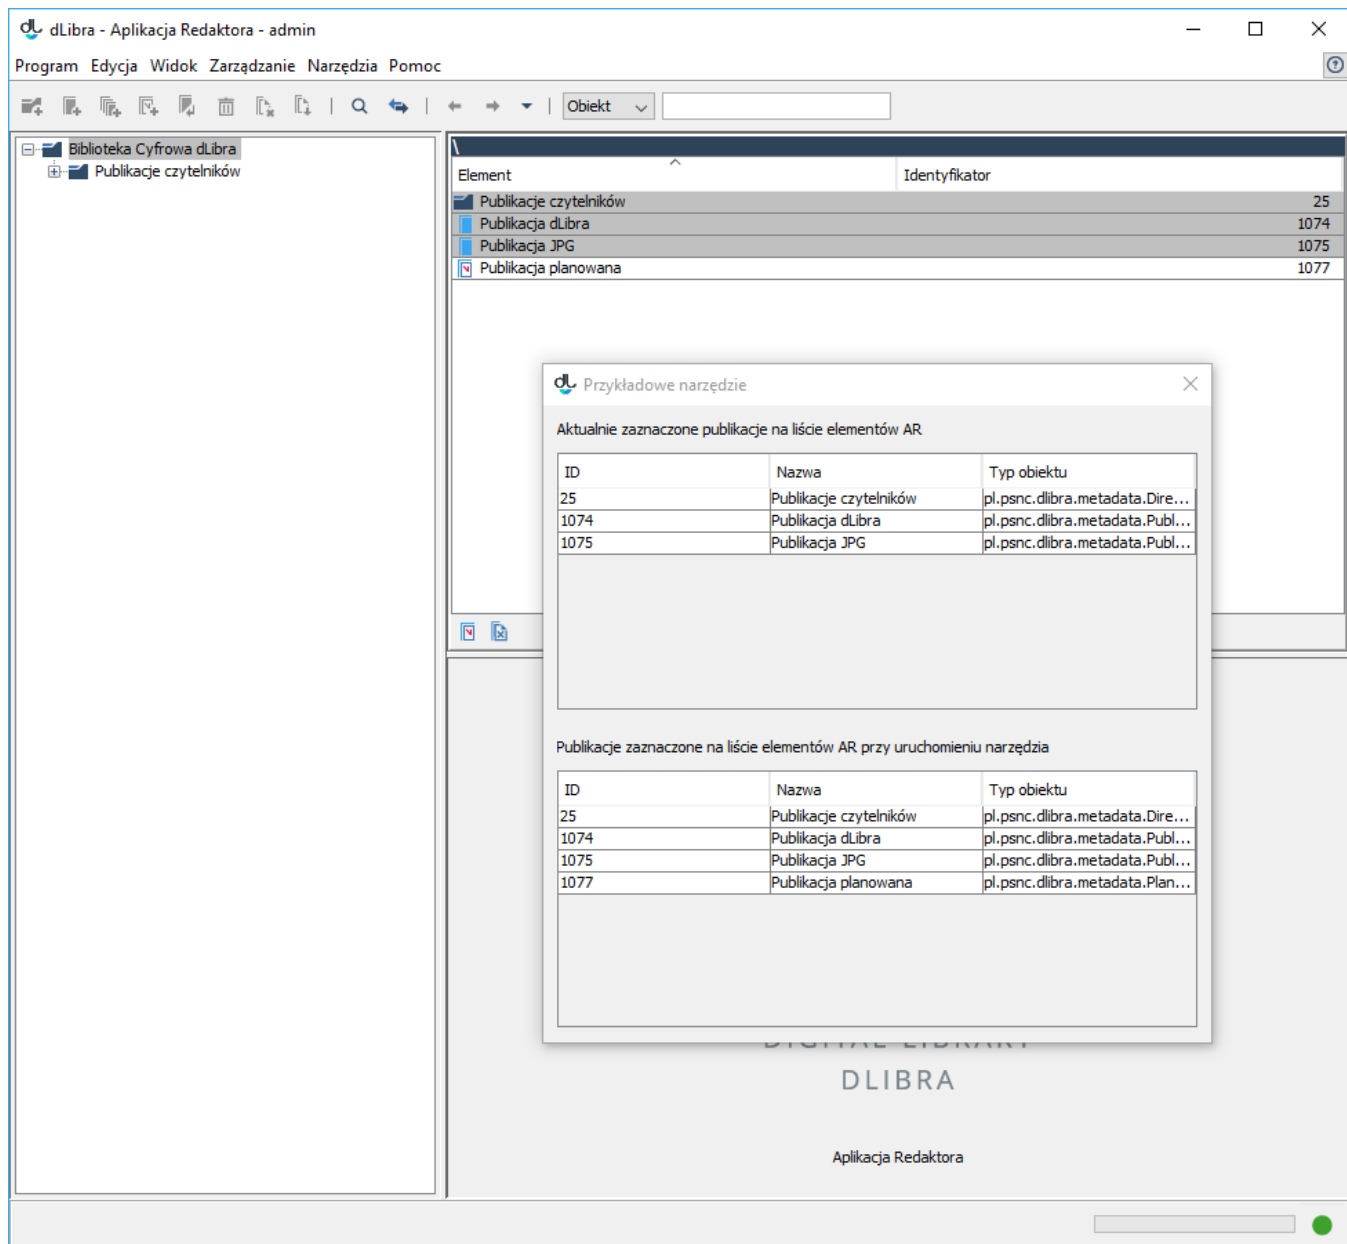 dLibra - Aplikacja Redaktora - admin
Program Edycja Widok Zarządzanie Narzędzia Pomoc
Obiekt
Biblioteka Cyfrowa dLibra
Publikacje czytelników
\
Element Identyfikator
Publikacje czytelników 25
Publikacja dLibra 1074
Publikacja JPG 1075
Publikacja planowana 1077
dL Przykładowe narzędzie
Aktualnie zaznaczone publikacje na liście elementów AR
ID Nazwa Typ obiektu
25 Publikacje czytelników pl.psnc.dlibra.metadata.Dire...
1074 Publikacja dLibra pl.psnc.dlibra.metadata.Publ...
1075 Publikacja JPG pl.psnc.dlibra.metadata.Publ...
Publikacje zaznaczone na liście elementów AR przy uruchomieniu narzędzia
ID Nazwa Typ obiektu
25 Publikacje czytelników pl.psnc.dlibra.metadata.Dire...
1074 Publikacja dLibra pl.psnc.dlibra.metadata.Publ...
1075 Publikacja JPG pl.psnc.dlibra.metadata.Publ...
1077 Publikacja planowana pl.psnc.dlibra.metadata.Plan...
DIGITAL LIBRARY
DLIBRA
Aplikacja Redaktora